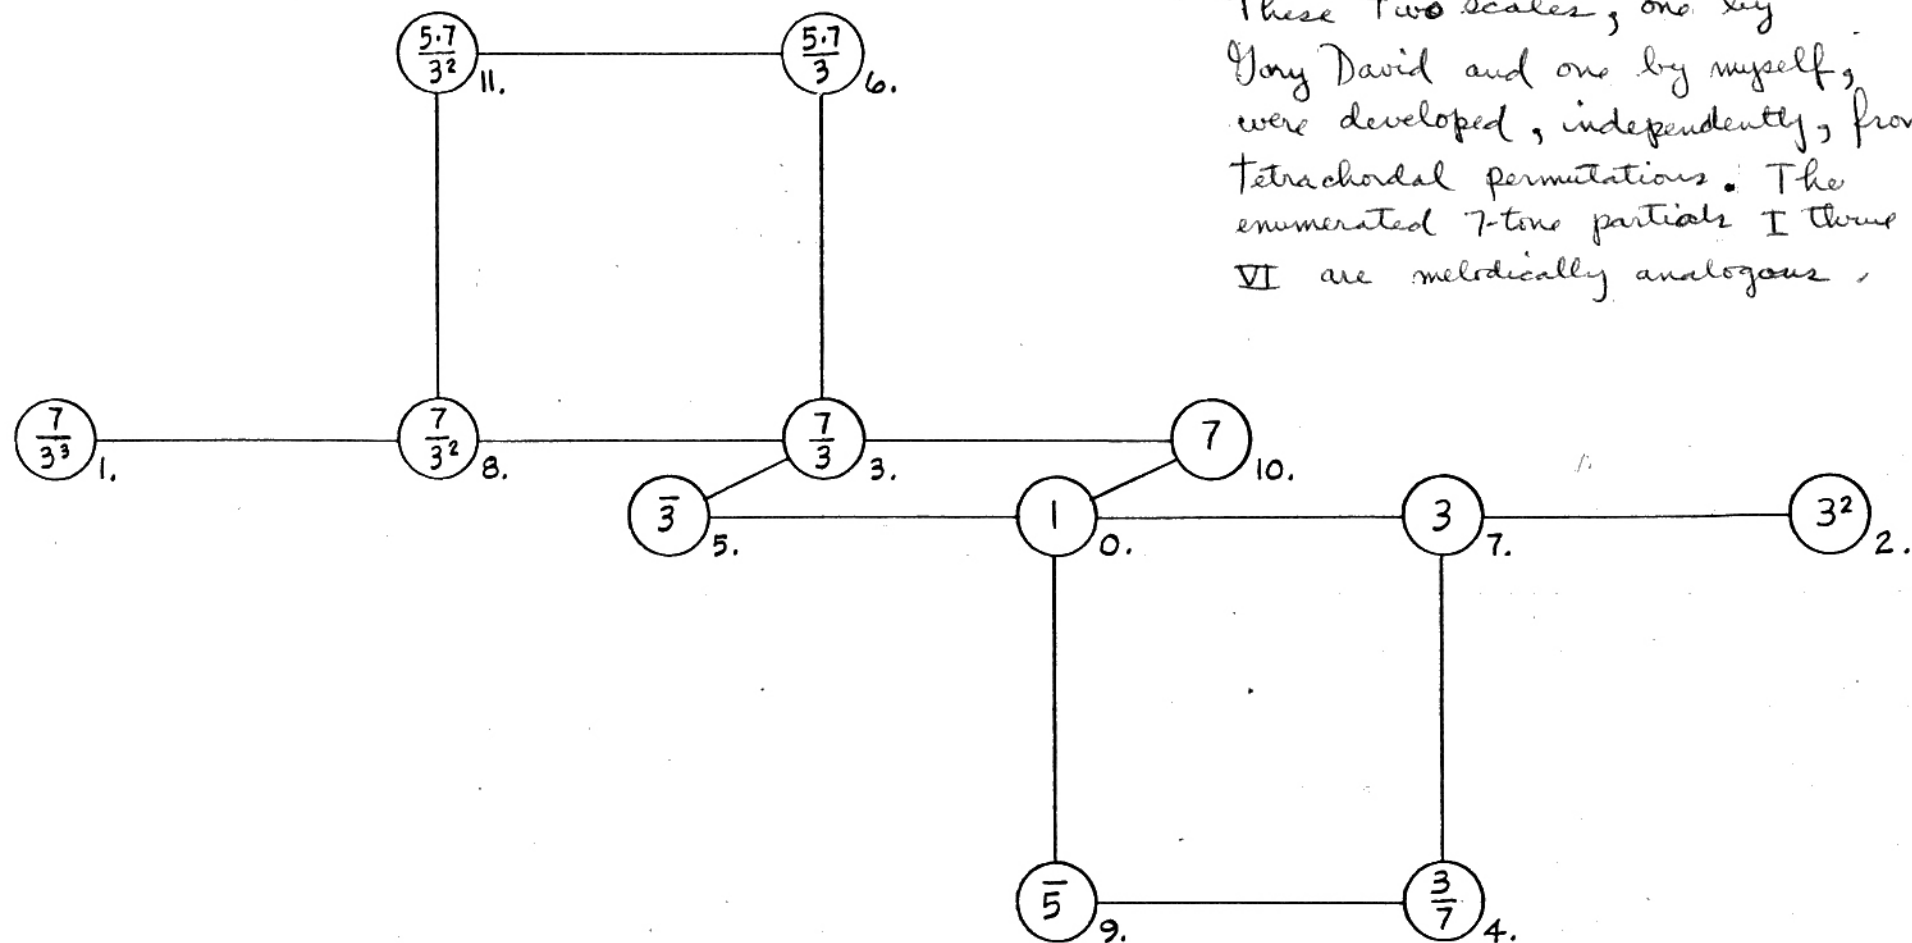 These Two scales, one by
Gary David and one by myself,
were developed, independently, from
Tetrachordal permutations. The
enumerated 7-tone partials I thru
VI are melodically analogous.
5·7/3² 11.
5·7/3 6.
7/3³ 1.
7/3² 8.
7/3 3.
7 10.
3̅ 5.
1 0.
3 7.
3² 2.
5̅ 9.
3/7 4.